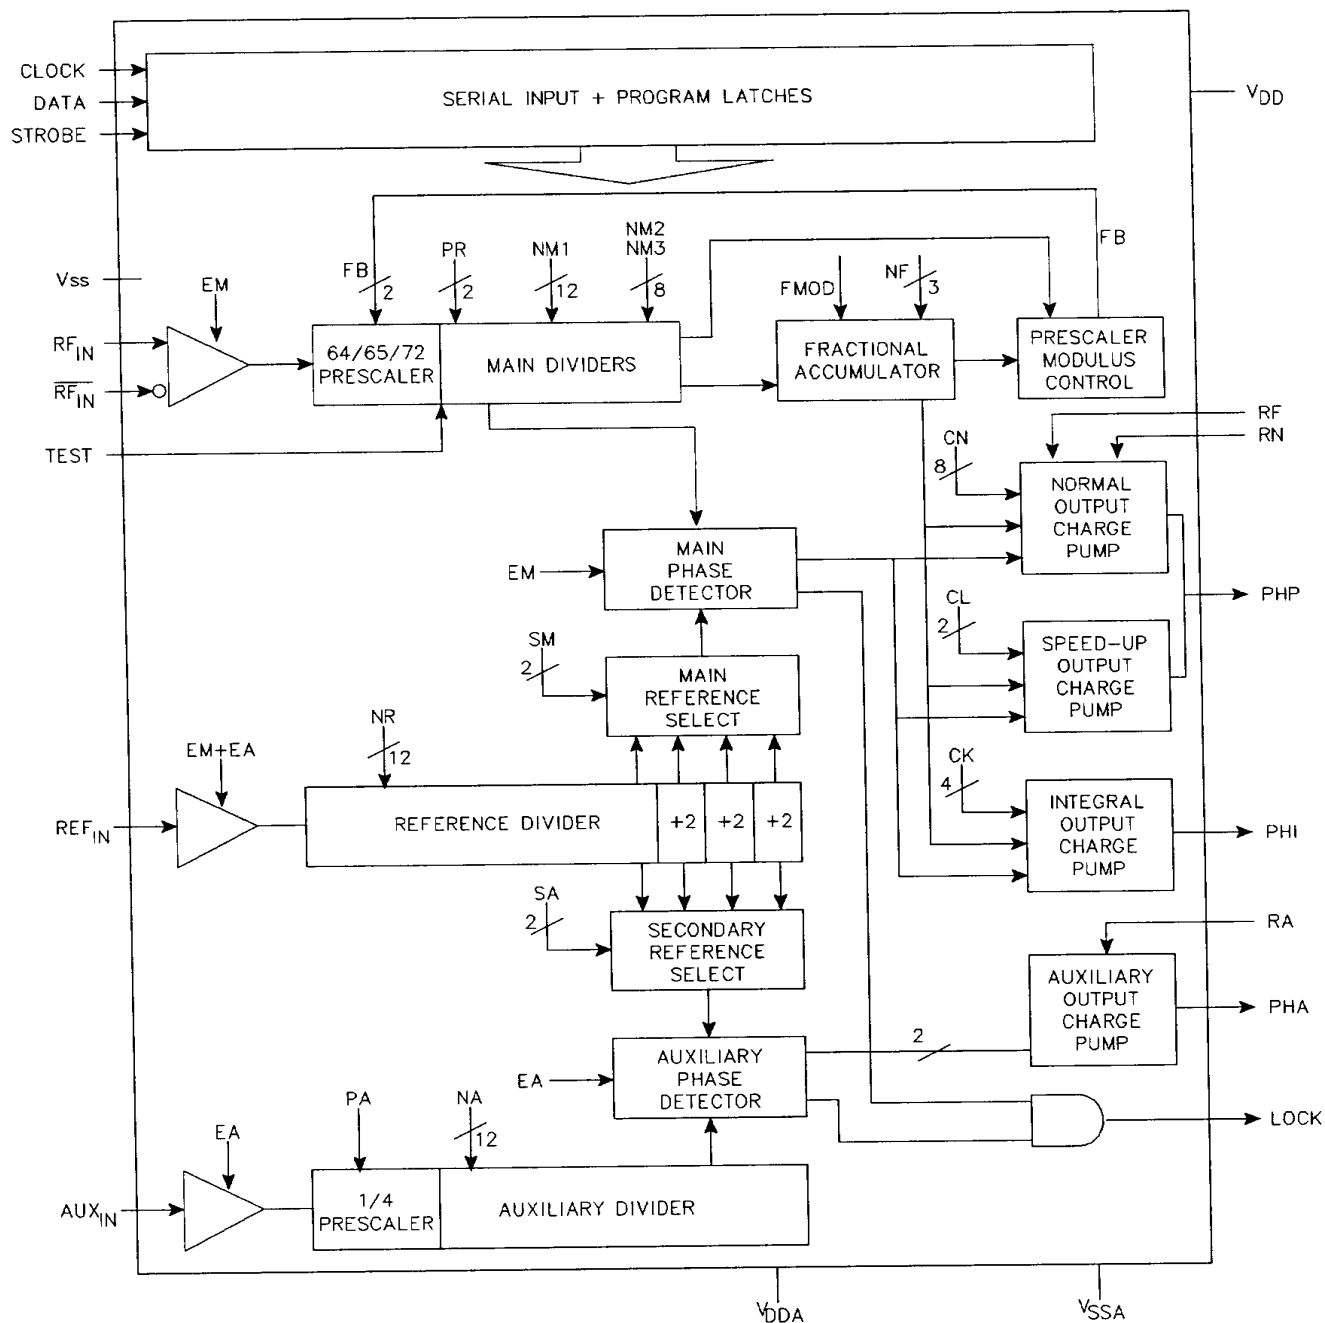 CLOCK
DATA
STROBE
SERIAL INPUT + PROGRAM LATCHES
VDD
Vss
EM
FB
2
PR
2
NM1
12
NM2
NM3
8
FMOD
NF
3
FB
RFIN
R̅F̅I̅N̅
64/65/72
PRESCALER
MAIN DIVIDERS
FRACTIONAL
ACCUMULATOR
PRESCALER
MODULUS
CONTROL
TEST
RF
RN
CN
8
NORMAL
OUTPUT
CHARGE
PUMP
EM
MAIN
PHASE
DETECTOR
PHP
CL
2
SPEED-UP
OUTPUT
CHARGE
PUMP
SM
2
MAIN
REFERENCE
SELECT
EM+EA
NR
12
REFIN
REFERENCE DIVIDER
+2
+2
+2
CK
4
INTEGRAL
OUTPUT
CHARGE
PUMP
PHI
SA
2
SECONDARY
REFERENCE
SELECT
RA
AUXILIARY
OUTPUT
CHARGE
PUMP
PHA
2
EA
AUXILIARY
PHASE
DETECTOR
LOCK
EA
PA
NA
12
AUXIN
1/4
PRESCALER
AUXILIARY DIVIDER
VDDA
VSSA